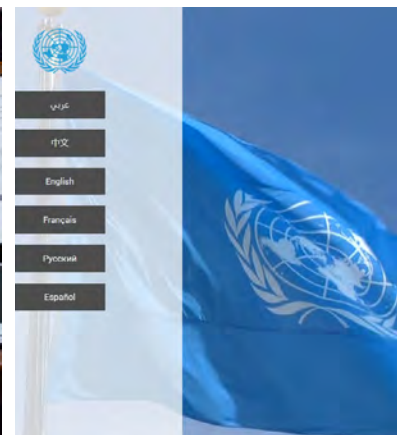 عربي
中文
English
Français
Русский
Español